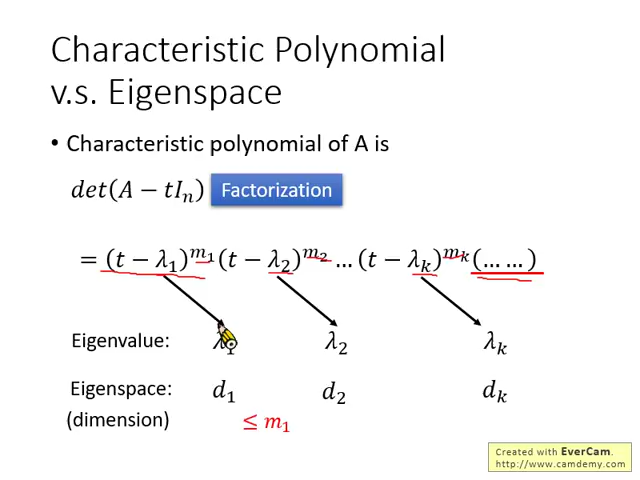 Characteristic Polynomial
v.s. Eigenspace
• Characteristic polynomial of A is
det(A − tIₙ) Factorization
= (t − λ₁)^m₁ (t − λ₂)^m₂ … (t − λₖ)^mₖ (… …)
Eigenvalue: λ₁ λ₂ λₖ
Eigenspace: d₁ d₂ dₖ
(dimension) ≤ m₁
Created with EverCam.
http://www.camdemy.com